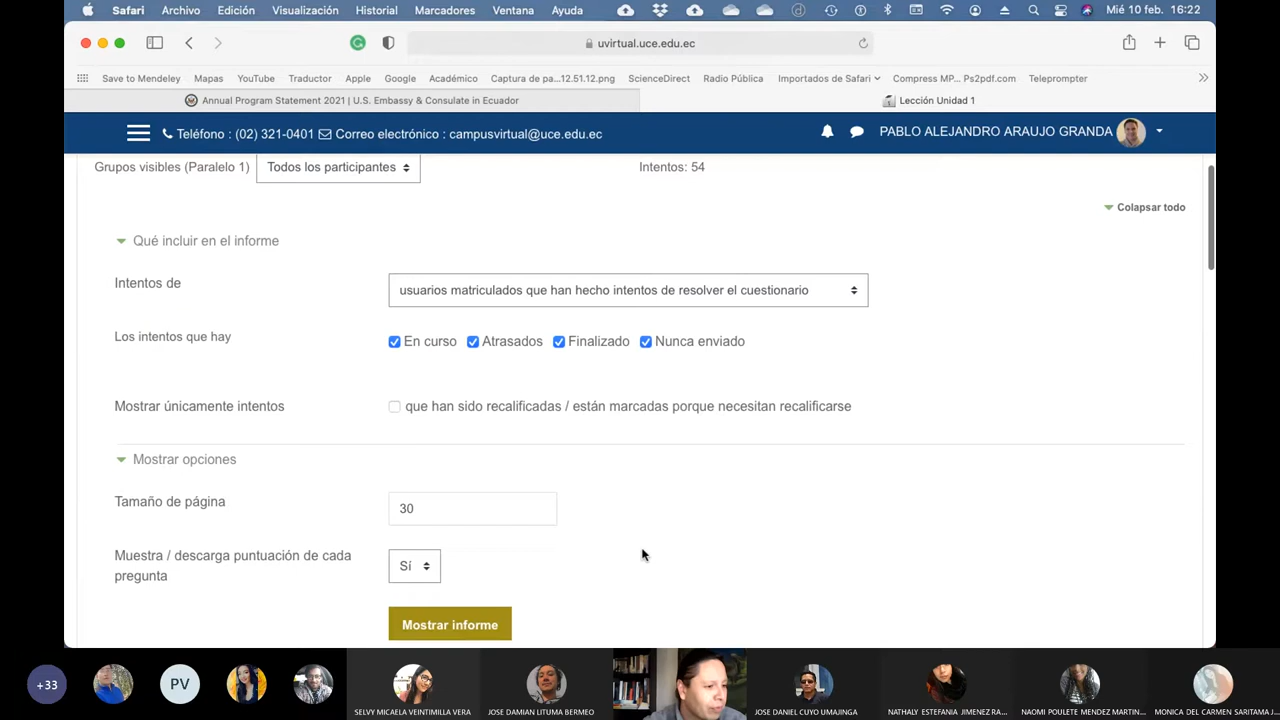 Safari Archivo Edición Visualización Historial Marcadores Ventana Ayuda Mié 10 feb. 16:22
uvirtual.uce.edu.ec
Save to Mendeley Mapas YouTube Traductor Apple Google Académico Captura de pa...12.51.12.png ScienceDirect Radio Pública Importados de Safari Compress MP... Ps2pdf.com Teleprompter
Annual Program Statement 2021 | U.S. Embassy & Consulate in Ecuador Lección Unidad 1
Teléfono : (02) 321-0401 Correo electrónico : campusvirtual@uce.edu.ec PABLO ALEJANDRO ARAUJO GRANDA
Grupos visibles (Paralelo 1) Todos los participantes Intentos: 54
Colapsar todo
Qué incluir en el informe
Intentos de usuarios matriculados que han hecho intentos de resolver el cuestionario
Los intentos que hay En curso Atrasados Finalizado Nunca enviado
Mostrar únicamente intentos que han sido recalificadas / están marcadas porque necesitan recalificarse
Mostrar opciones
Tamaño de página 30
Muestra / descarga puntuación de cada
pregunta
Sí
Mostrar informe
+33 PV
SELVY MICAELA VEINTIMILLA VERA JOSE DAMIAN LITUMA BERMEO JOSE DANIEL CUYO UMAJINGA NATHALY ESTEFANIA JIMENEZ RA... NAOMI POULETE MENDEZ MARTIN... MONICA DEL CARMEN SARITAMA J...